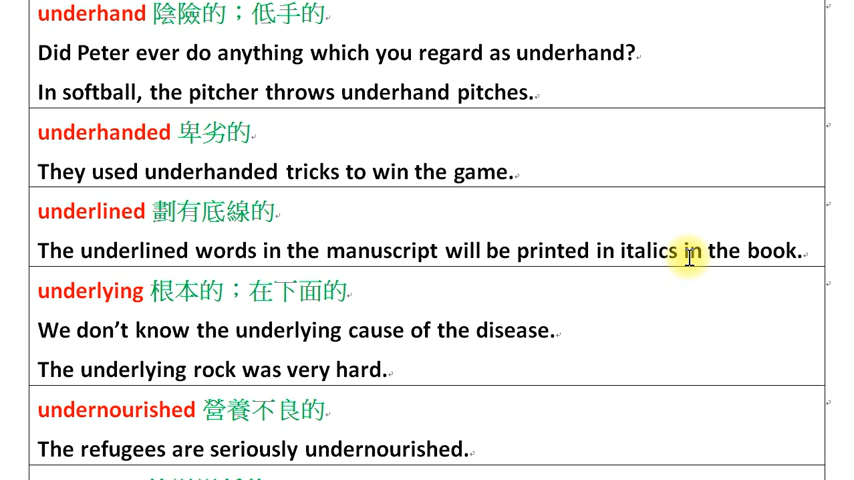 underhand 陰險的；低手的
Did Peter ever do anything which you regard as underhand?
In softball, the pitcher throws underhand pitches.
underhanded 卑劣的
They used underhanded tricks to win the game.
underlined 劃有底線的
The underlined words in the manuscript will be printed in italics in the book.
underlying 根本的；在下面的
We don’t know the underlying cause of the disease.
The underlying rock was very hard.
undernourished 營養不良的
The refugees are seriously undernourished.